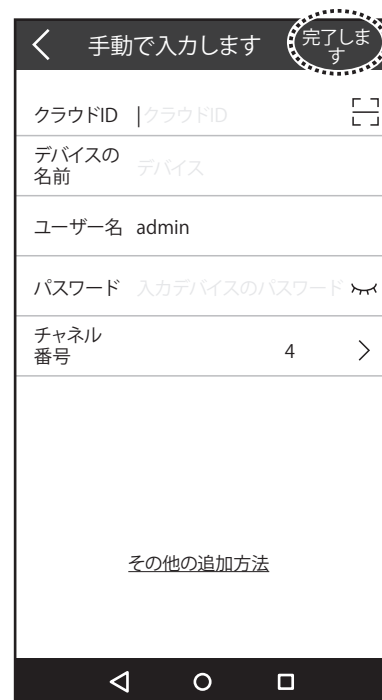 手動で入力します
完了しま
す
クラウドID クラウドID
デバイスの
名前 デバイス
ユーザー名 admin
パスワード 入力デバイスのパスワード
チャネル
番号 4
その他の追加方法